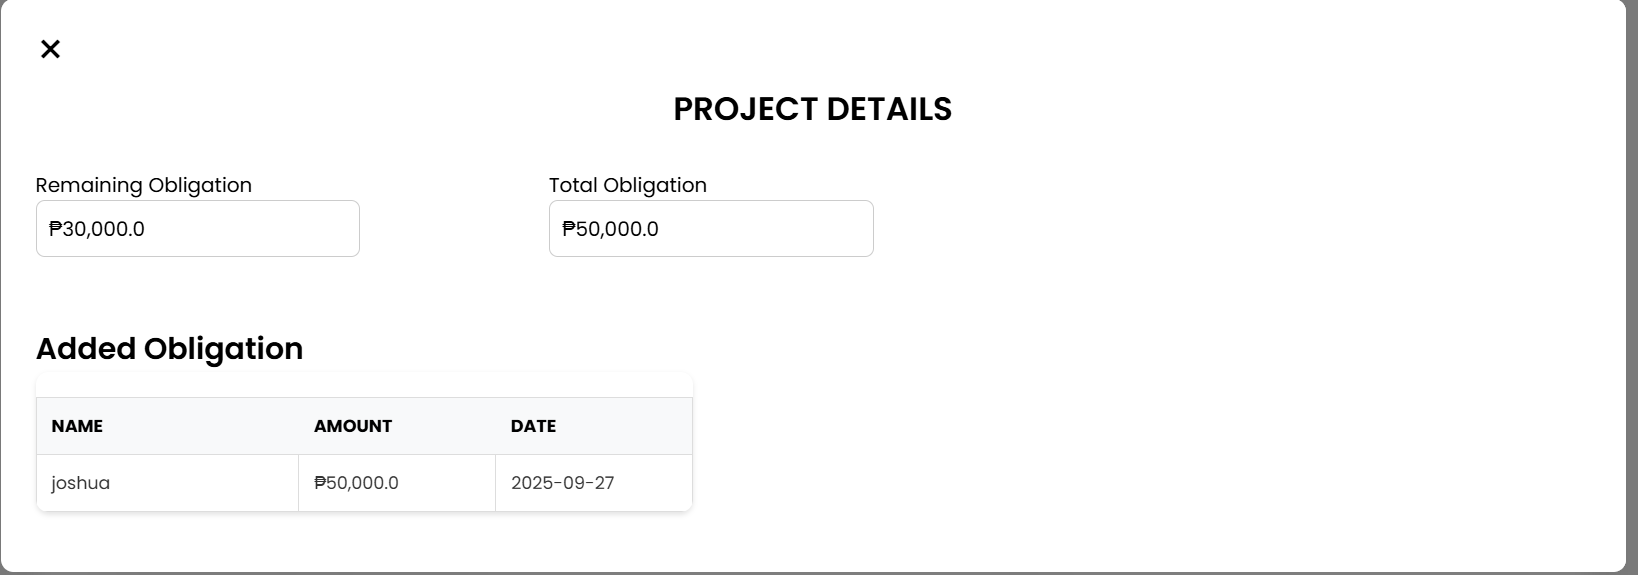 ×
PROJECT DETAILS
Remaining Obligation
Total Obligation
₱30,000.0
₱50,000.0
Added Obligation
NAME AMOUNT DATE
joshua ₱50,000.0 2025-09-27